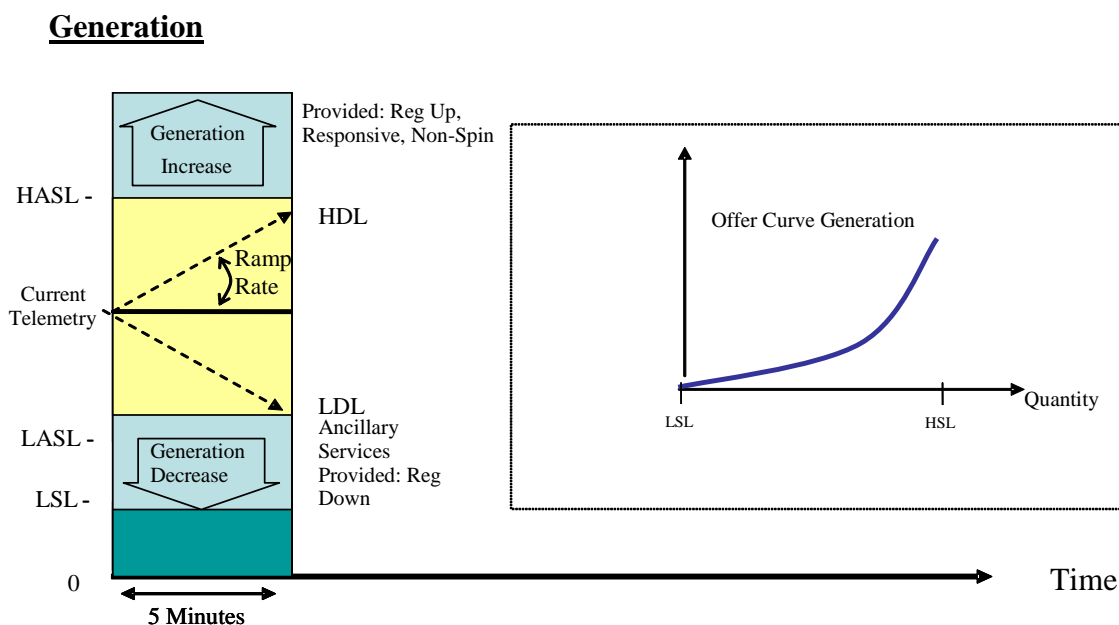 Generation
Provided: Reg Up,
Responsive, Non-Spin
Generation
Increase
HASL -
HDL
Ramp
Rate
Current
Telemetry
LDL
Ancillary
Services
Provided: Reg
Down
LASL -
Generation
Decrease
LSL -
0
5 Minutes
Time
Offer Curve Generation
Quantity
LSL
HSL